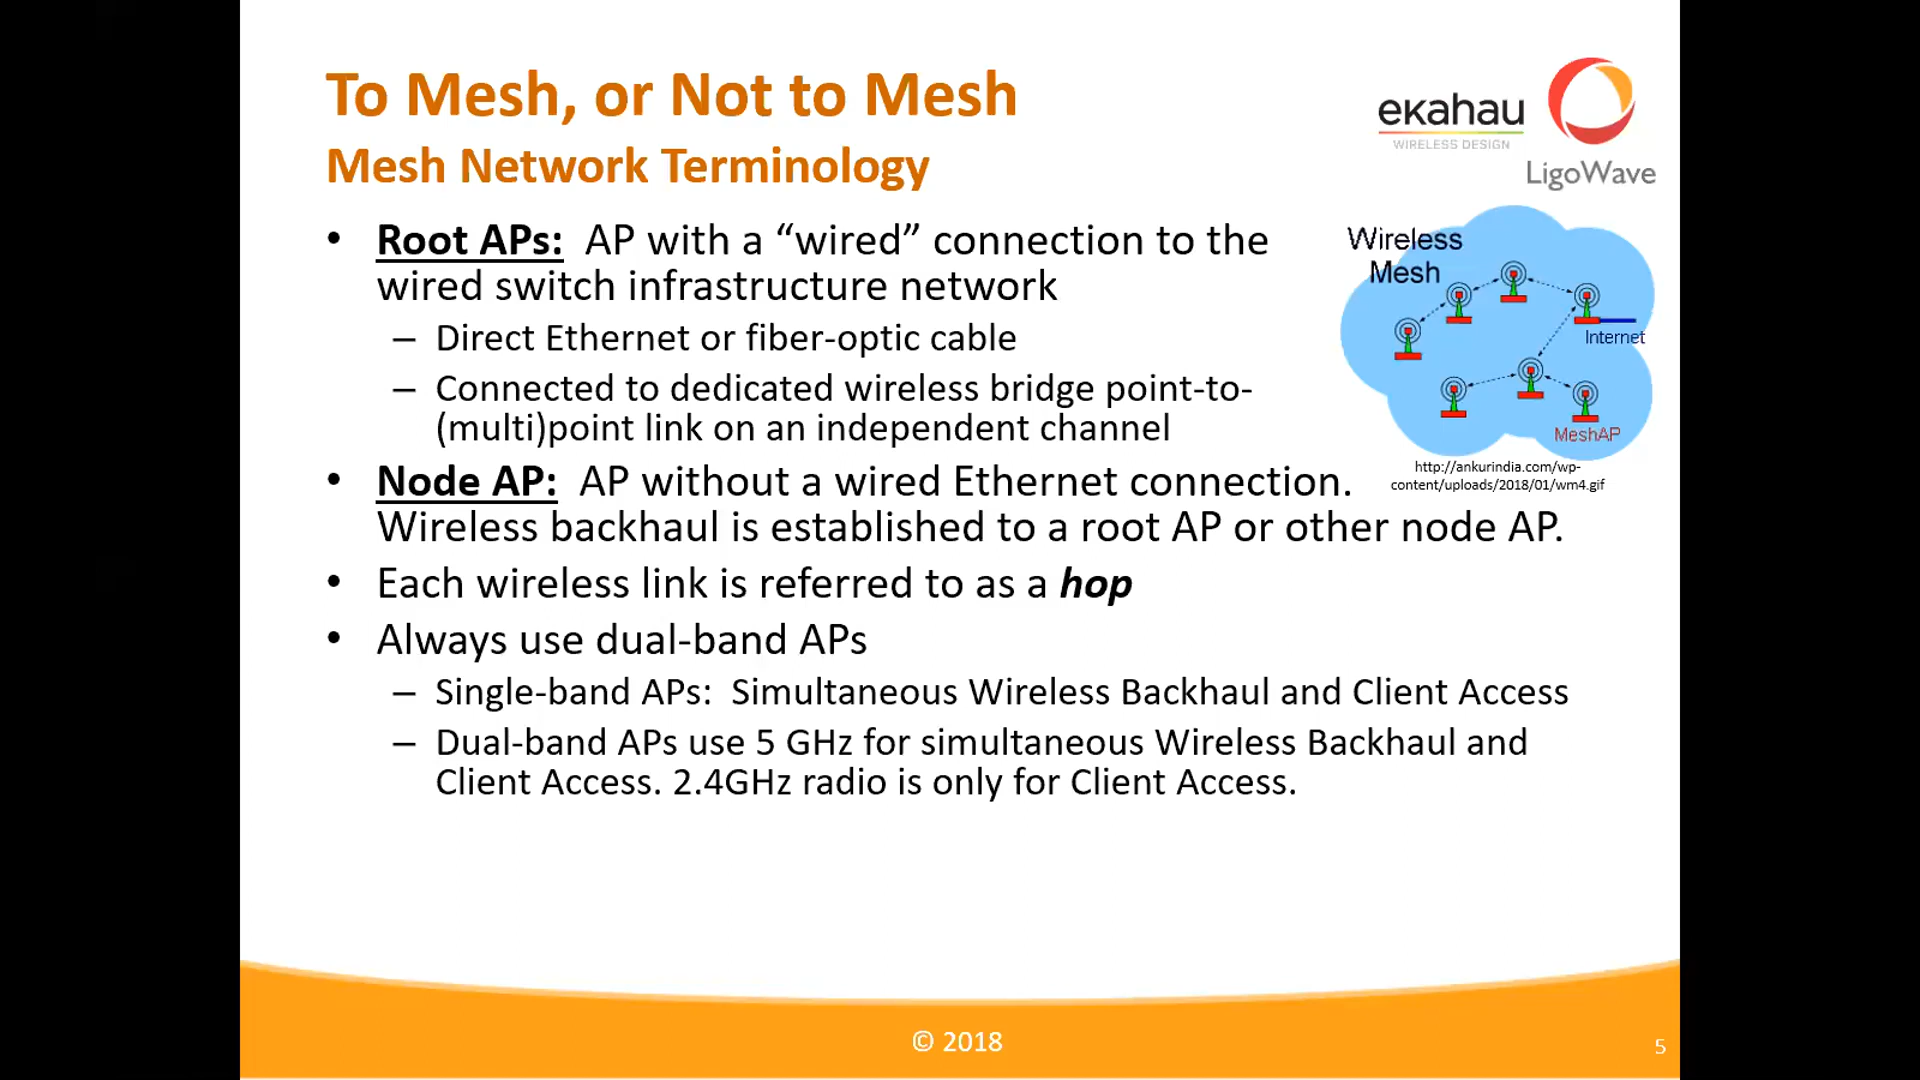 To Mesh, or Not to Mesh
Mesh Network Terminology
ekahau
WIRELESS DESIGN
LigoWave
• Root APs: AP with a “wired” connection to the
wired switch infrastructure network
– Direct Ethernet or fiber-optic cable
– Connected to dedicated wireless bridge point-to-
(multi)point link on an independent channel
Wireless
Mesh
Internet
MeshAP
http://ankurindia.com/wp-
content/uploads/2018/01/wm4.gif
• Node AP: AP without a wired Ethernet connection.
Wireless backhaul is established to a root AP or other node AP.
• Each wireless link is referred to as a hop
• Always use dual-band APs
– Single-band APs: Simultaneous Wireless Backhaul and Client Access
– Dual-band APs use 5 GHz for simultaneous Wireless Backhaul and
Client Access. 2.4GHz radio is only for Client Access.
© 2018
5